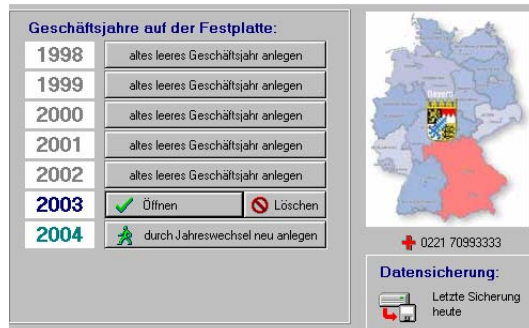 Geschäftsjahre auf der Festplatte:
1998 altes leeres Geschäftsjahr anlegen
1999 altes leeres Geschäftsjahr anlegen
2000 altes leeres Geschäftsjahr anlegen
2001 altes leeres Geschäftsjahr anlegen
2002 altes leeres Geschäftsjahr anlegen
2003 Öffnen Löschen
2004 durch Jahreswechsel neu anlegen
Bayern
0221 70993333
Datensicherung:
Letzte Sicherung
heute